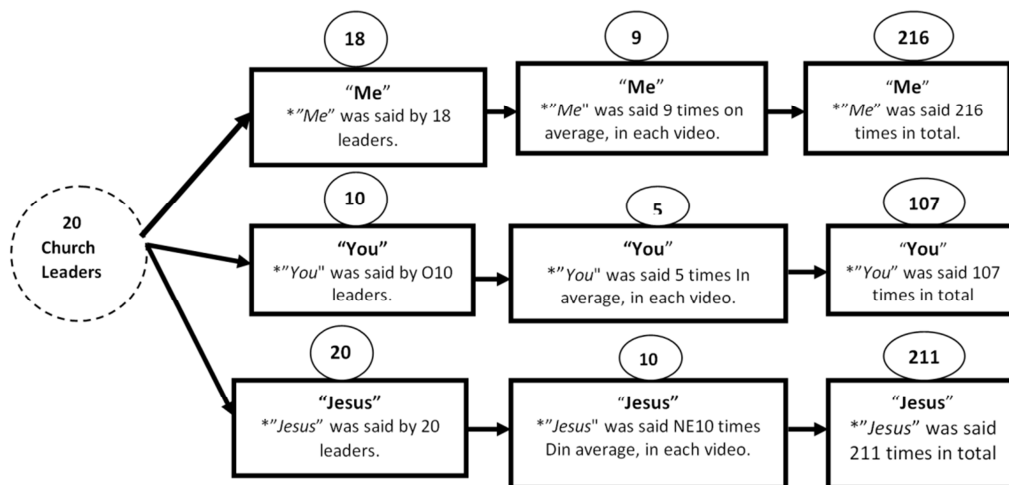 18
9
216
“Me”
*”Me” was said by 18
leaders.
“Me”
*”Me" was said 9 times on
average, in each video.
“Me”
*”Me” was said 216
times in total.
20
Church
Leaders
10
5
107
“You”
*”You" was said by O10
leaders.
“You”
*”You" was said 5 times In
average, in each video.
“You”
*”You” was said 107
times in total
20
10
211
“Jesus”
*”Jesus” was said by 20
leaders.
“Jesus”
*”Jesus" was said NE10 times
Din average, in each video.
“Jesus”
*”Jesus” was said
211 times in total